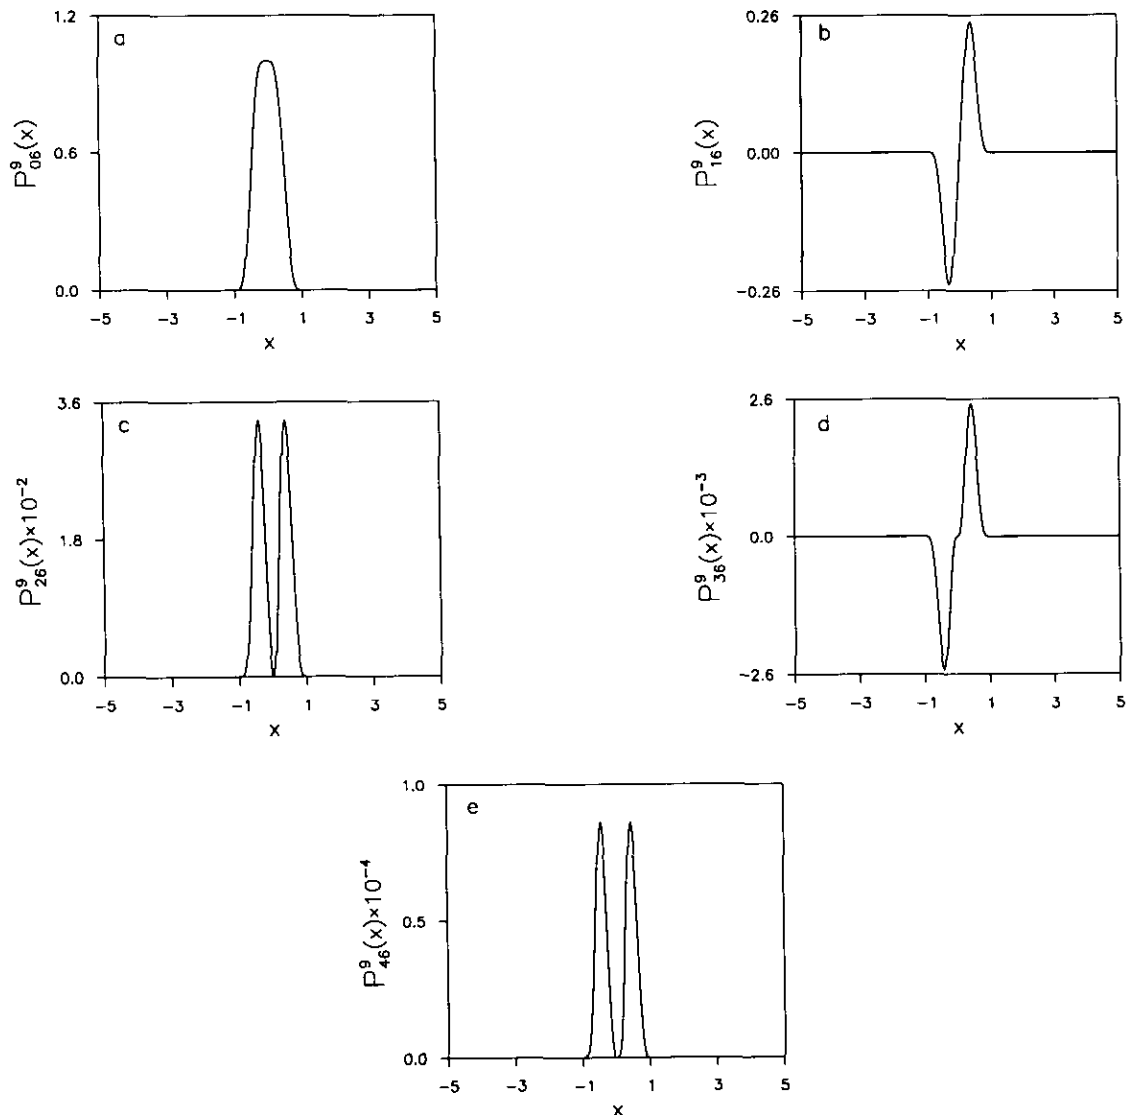 a
1.2
0.6
0.0
P⁹₀₆(x)
-5 -3 -1 1 3 5
x
b
0.26
0.00
-0.26
P⁹₁₆(x)
-5 -3 -1 1 3 5
x
c
3.6
1.8
0.0
P⁹₂₆(x)×10⁻²
-5 -3 -1 1 3 5
x
d
2.6
0.0
-2.6
P⁹₃₆(x)×10⁻³
-5 -3 -1 1 3 5
x
e
1.0
0.5
0.0
P⁹₄₆(x)×10⁻⁴
-5 -3 -1 1 3 5
x